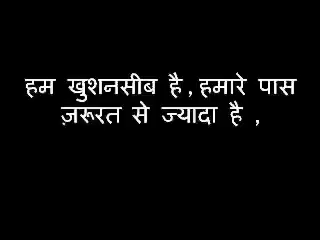 हम खुशनसीब है , हमारे पास
ज़रूरत से ज्यादा है ,